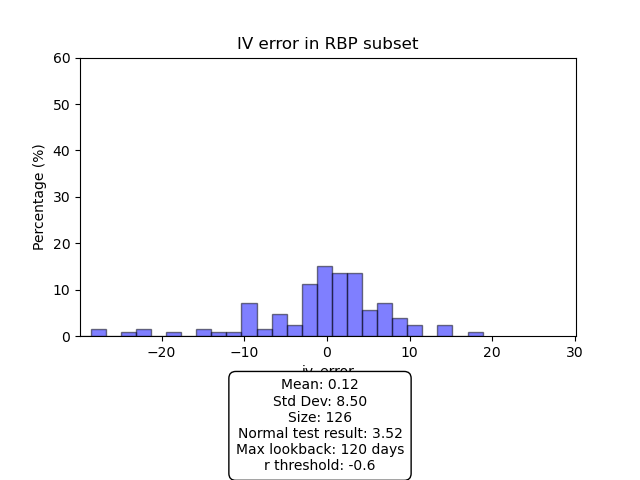 IV error in RBP subset
60
50
40
30
20
10
0
Percentage (%)
−20
−10
0
10
20
30
iv_error
Mean: 0.12
Std Dev: 8.50
Size: 126
Normal test result: 3.52
Max lookback: 120 days
r threshold: -0.6